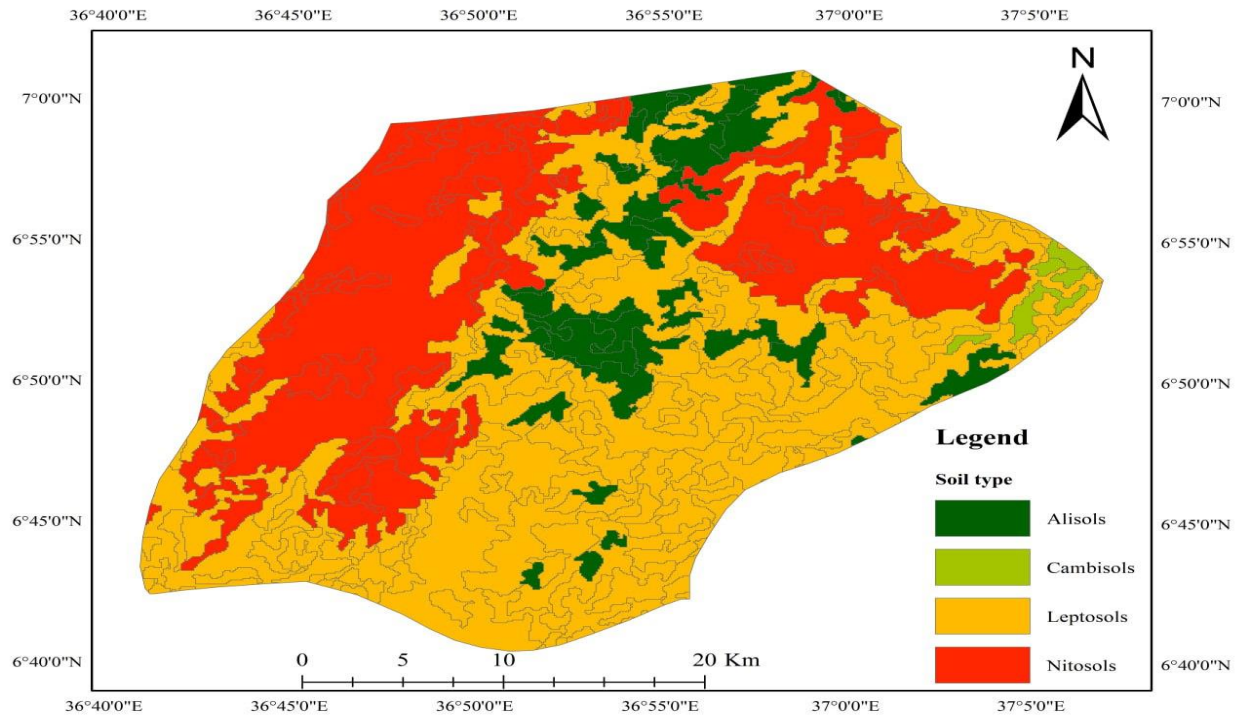 36°40'0"E 36°45'0"E 36°50'0"E 36°55'0"E 37°0'0"E 37°5'0"E
N
7°0'0"N 7°0'0"N
6°55'0"N 6°55'0"N
6°50'0"N 6°50'0"N
Legend
Soil type
6°45'0"N 6°45'0"N
Alisols
Cambisols
Leptosols
6°40'0"N 6°40'0"N
Nitosols
0 5 10 20 Km
36°40'0"E 36°45'0"E 36°50'0"E 36°55'0"E 37°0'0"E 37°5'0"E